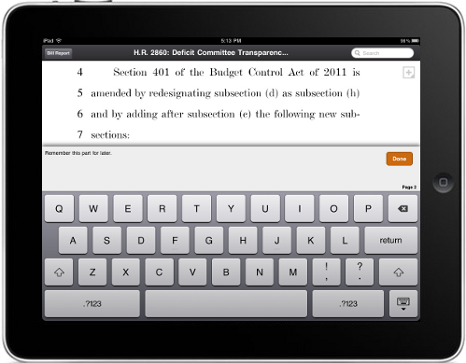 iPad
5:13 PM
98%
Bill Report
H.R. 2860: Deficit Committee Transparenc...
Search
4 Section 401 of the Budget Control Act of 2011 is
5 amended by redesignating subsection (d) as subsection (h)
6 and by adding after subsection (c) the following new sub-
7 sections:
Remember this part for later.
Done
Page 2
Q W E R T Y U I O P
A S D F G H J K L return
Z X C V B N M ! , ? .
.?123 .?123